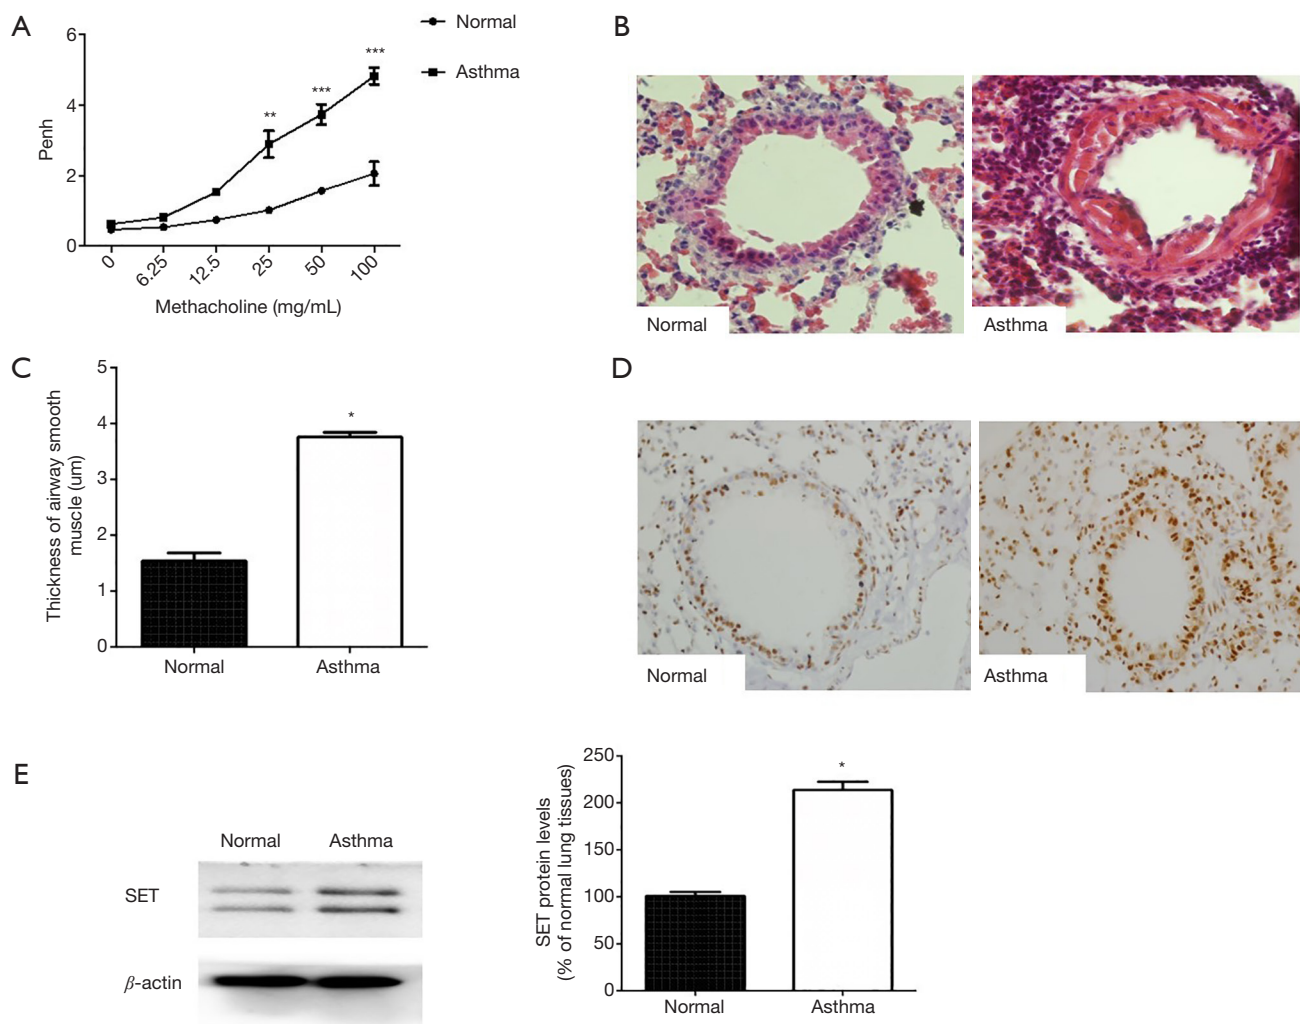 A
6
4
2
0
Penh
***
***
**
0
6.25
12.5
25
50
100
Methacholine (mg/mL)
Normal
Asthma
B
Normal
Asthma
C
5
4
3
2
1
0
Thickness of airway smooth
muscle (um)
*
Normal
Asthma
D
Normal
Asthma
E
Normal
Asthma
SET
β-actin
250
200
150
100
50
0
SET protein levels
(% of normal lung tissues)
*
Normal
Asthma